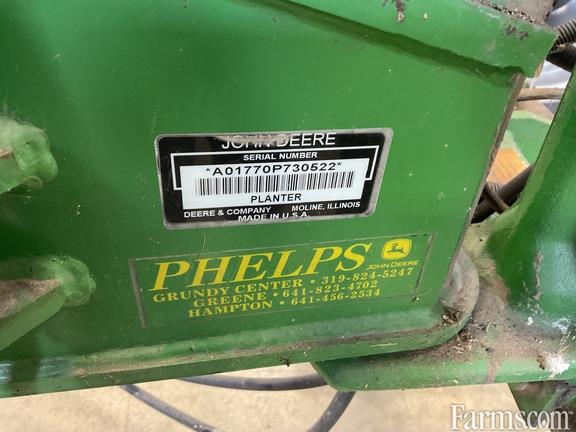 JOHN DEERE
SERIAL NUMBER
*A01770P730522*
PLANTER
DEERE & COMPANY MOLINE, ILLINOIS
MADE IN U.S.A.
PHELPS JOHN DEERE
GRUNDY CENTER • 319-824-5247
GREENE • 641-823-4702
HAMPTON • 641-456-2534
Farms.com